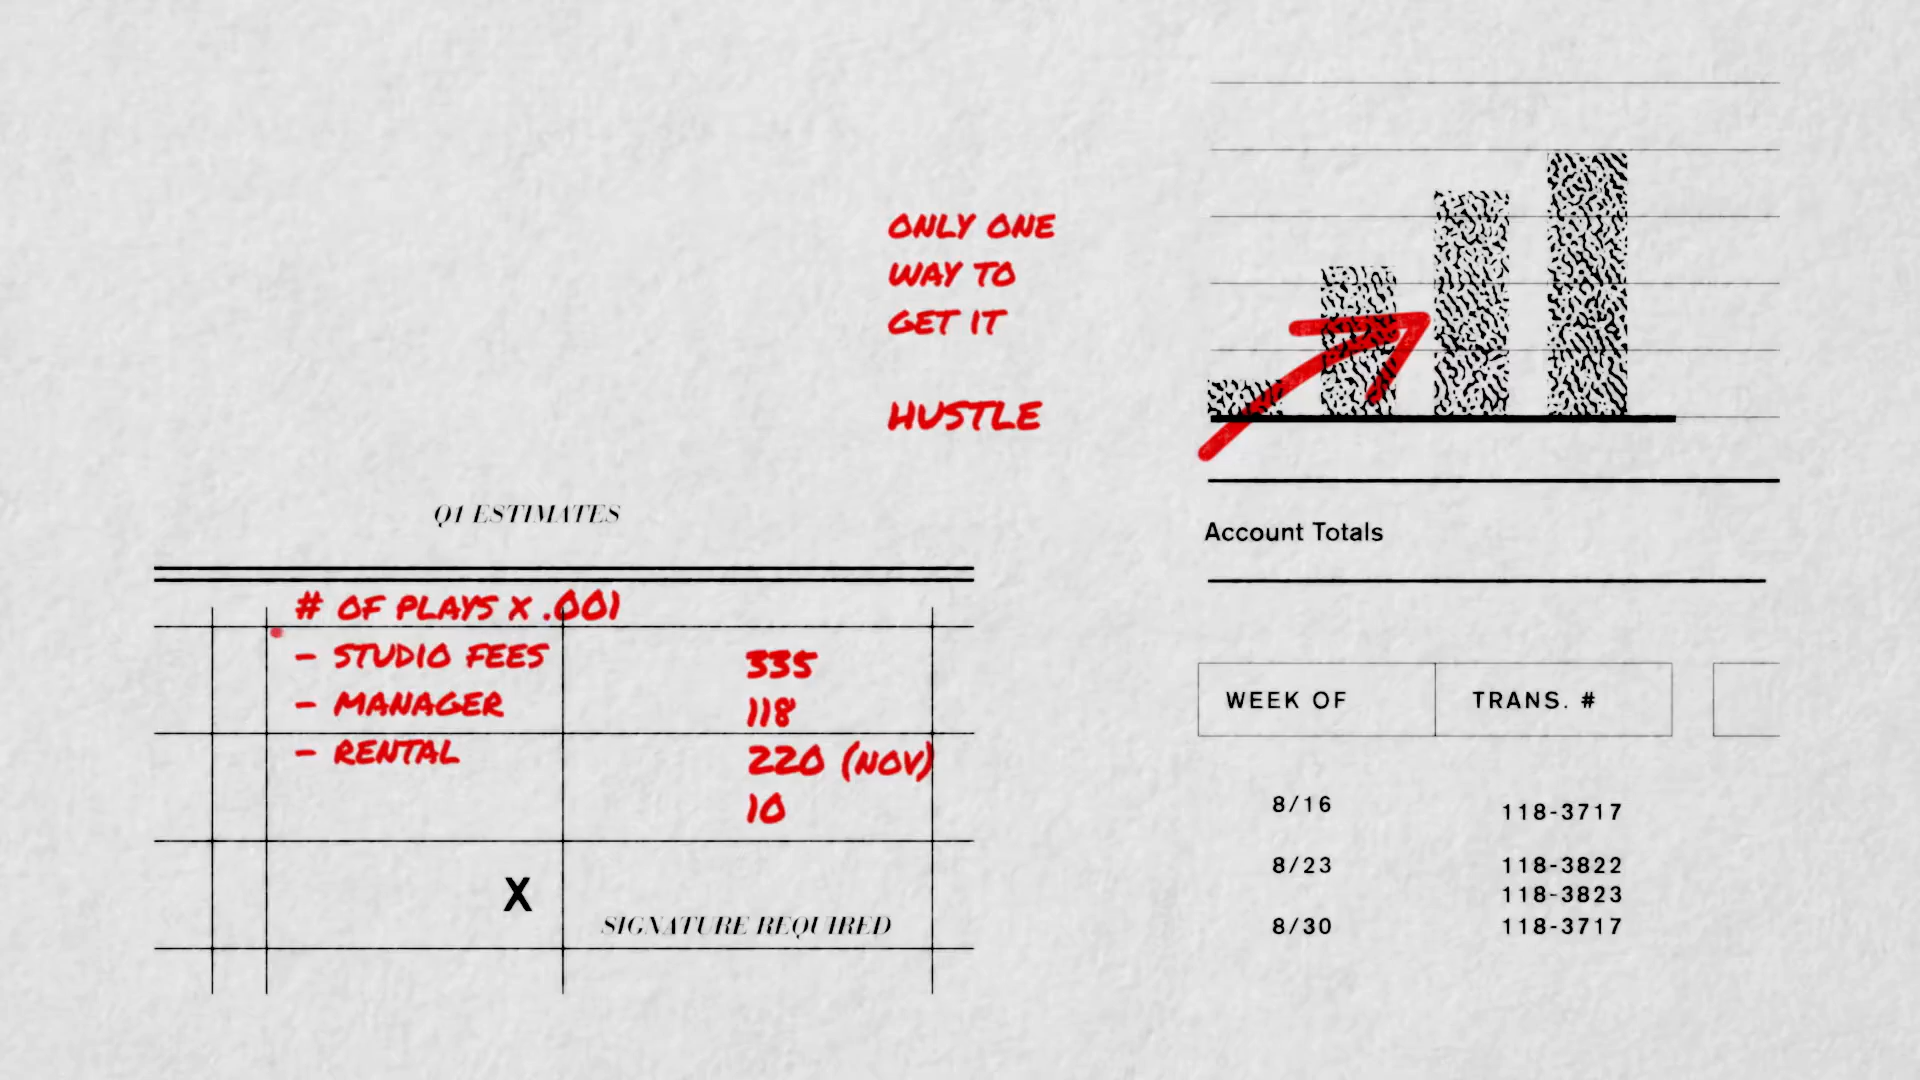 ONLY ONE
WAY TO
GET IT
HUSTLE
Q1 ESTIMATES
# OF PLAYS X .001
- STUDIO FEES 335
- MANAGER 118
- RENTAL 220 (NOV)
10
X
SIGNATURE REQUIRED
Account Totals
WEEK OF TRANS. #
8/16 118-3717
8/23 118-3822
118-3823
8/30 118-3717